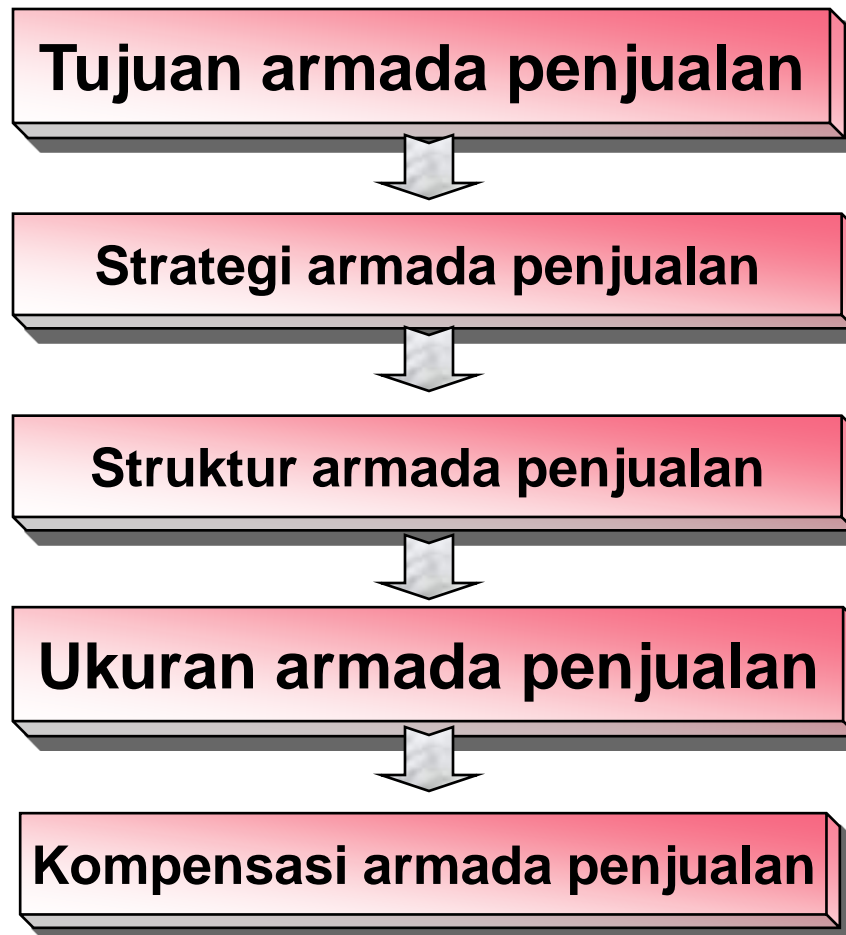 Tujuan armada penjualan
Strategi armada penjualan
Struktur armada penjualan
Ukuran armada penjualan
Kompensasi armada penjualan